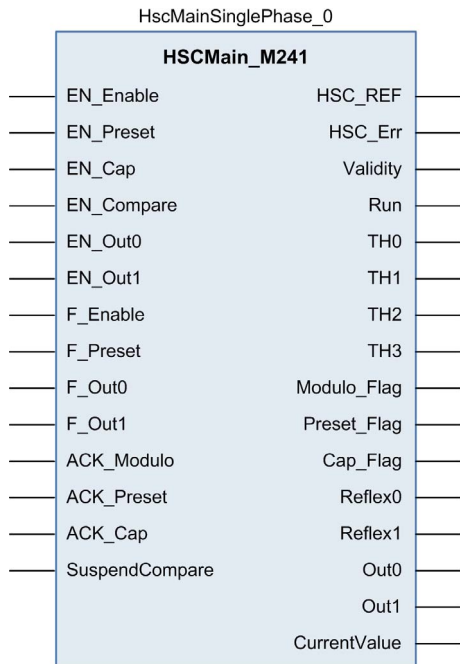 HscMainSinglePhase_0
HSCMain_M241
EN_Enable HSC_REF
EN_Preset HSC_Err
EN_Cap Validity
EN_Compare Run
EN_Out0 TH0
EN_Out1 TH1
F_Enable TH2
F_Preset TH3
F_Out0 Modulo_Flag
F_Out1 Preset_Flag
ACK_Modulo Cap_Flag
ACK_Preset Reflex0
ACK_Cap Reflex1
SuspendCompare Out0
Out1
CurrentValue